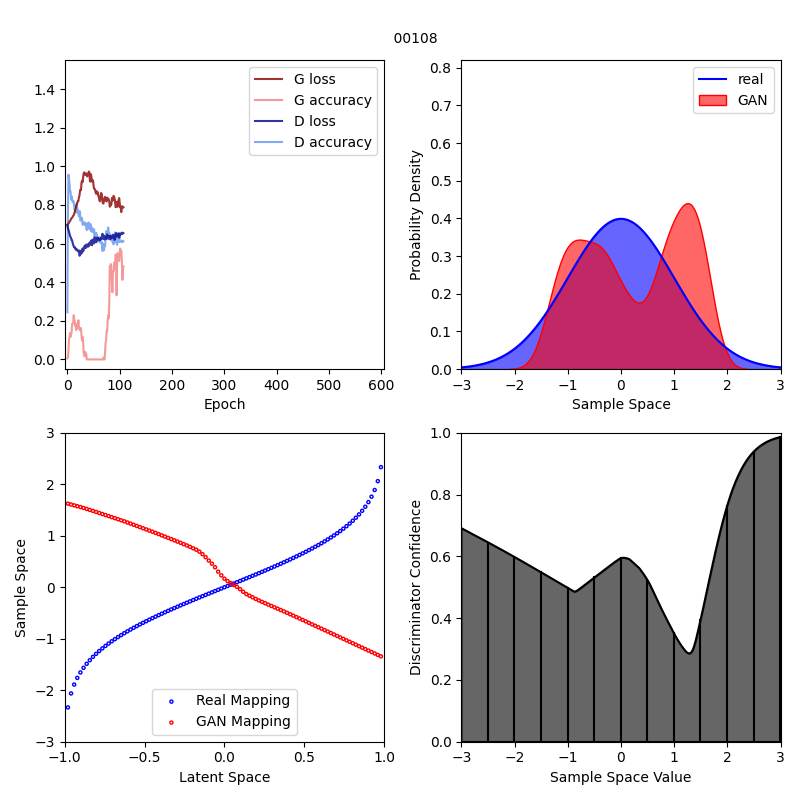 00108
G loss
G accuracy
D loss
D accuracy
1.4
1.2
1.0
0.8
0.6
0.4
0.2
0.0
0 100 200 300 400 500 600
Epoch
real
GAN
Probability Density
0.8
0.7
0.6
0.5
0.4
0.3
0.2
0.1
0.0
−3 −2 −1 0 1 2 3
Sample Space
Sample Space
3
2
1
0
−1
−2
−3
Real Mapping
GAN Mapping
−1.0 −0.5 0.0 0.5 1.0
Latent Space
Discriminator Confidence
1.0
0.8
0.6
0.4
0.2
0.0
−3 −2 −1 0 1 2 3
Sample Space Value